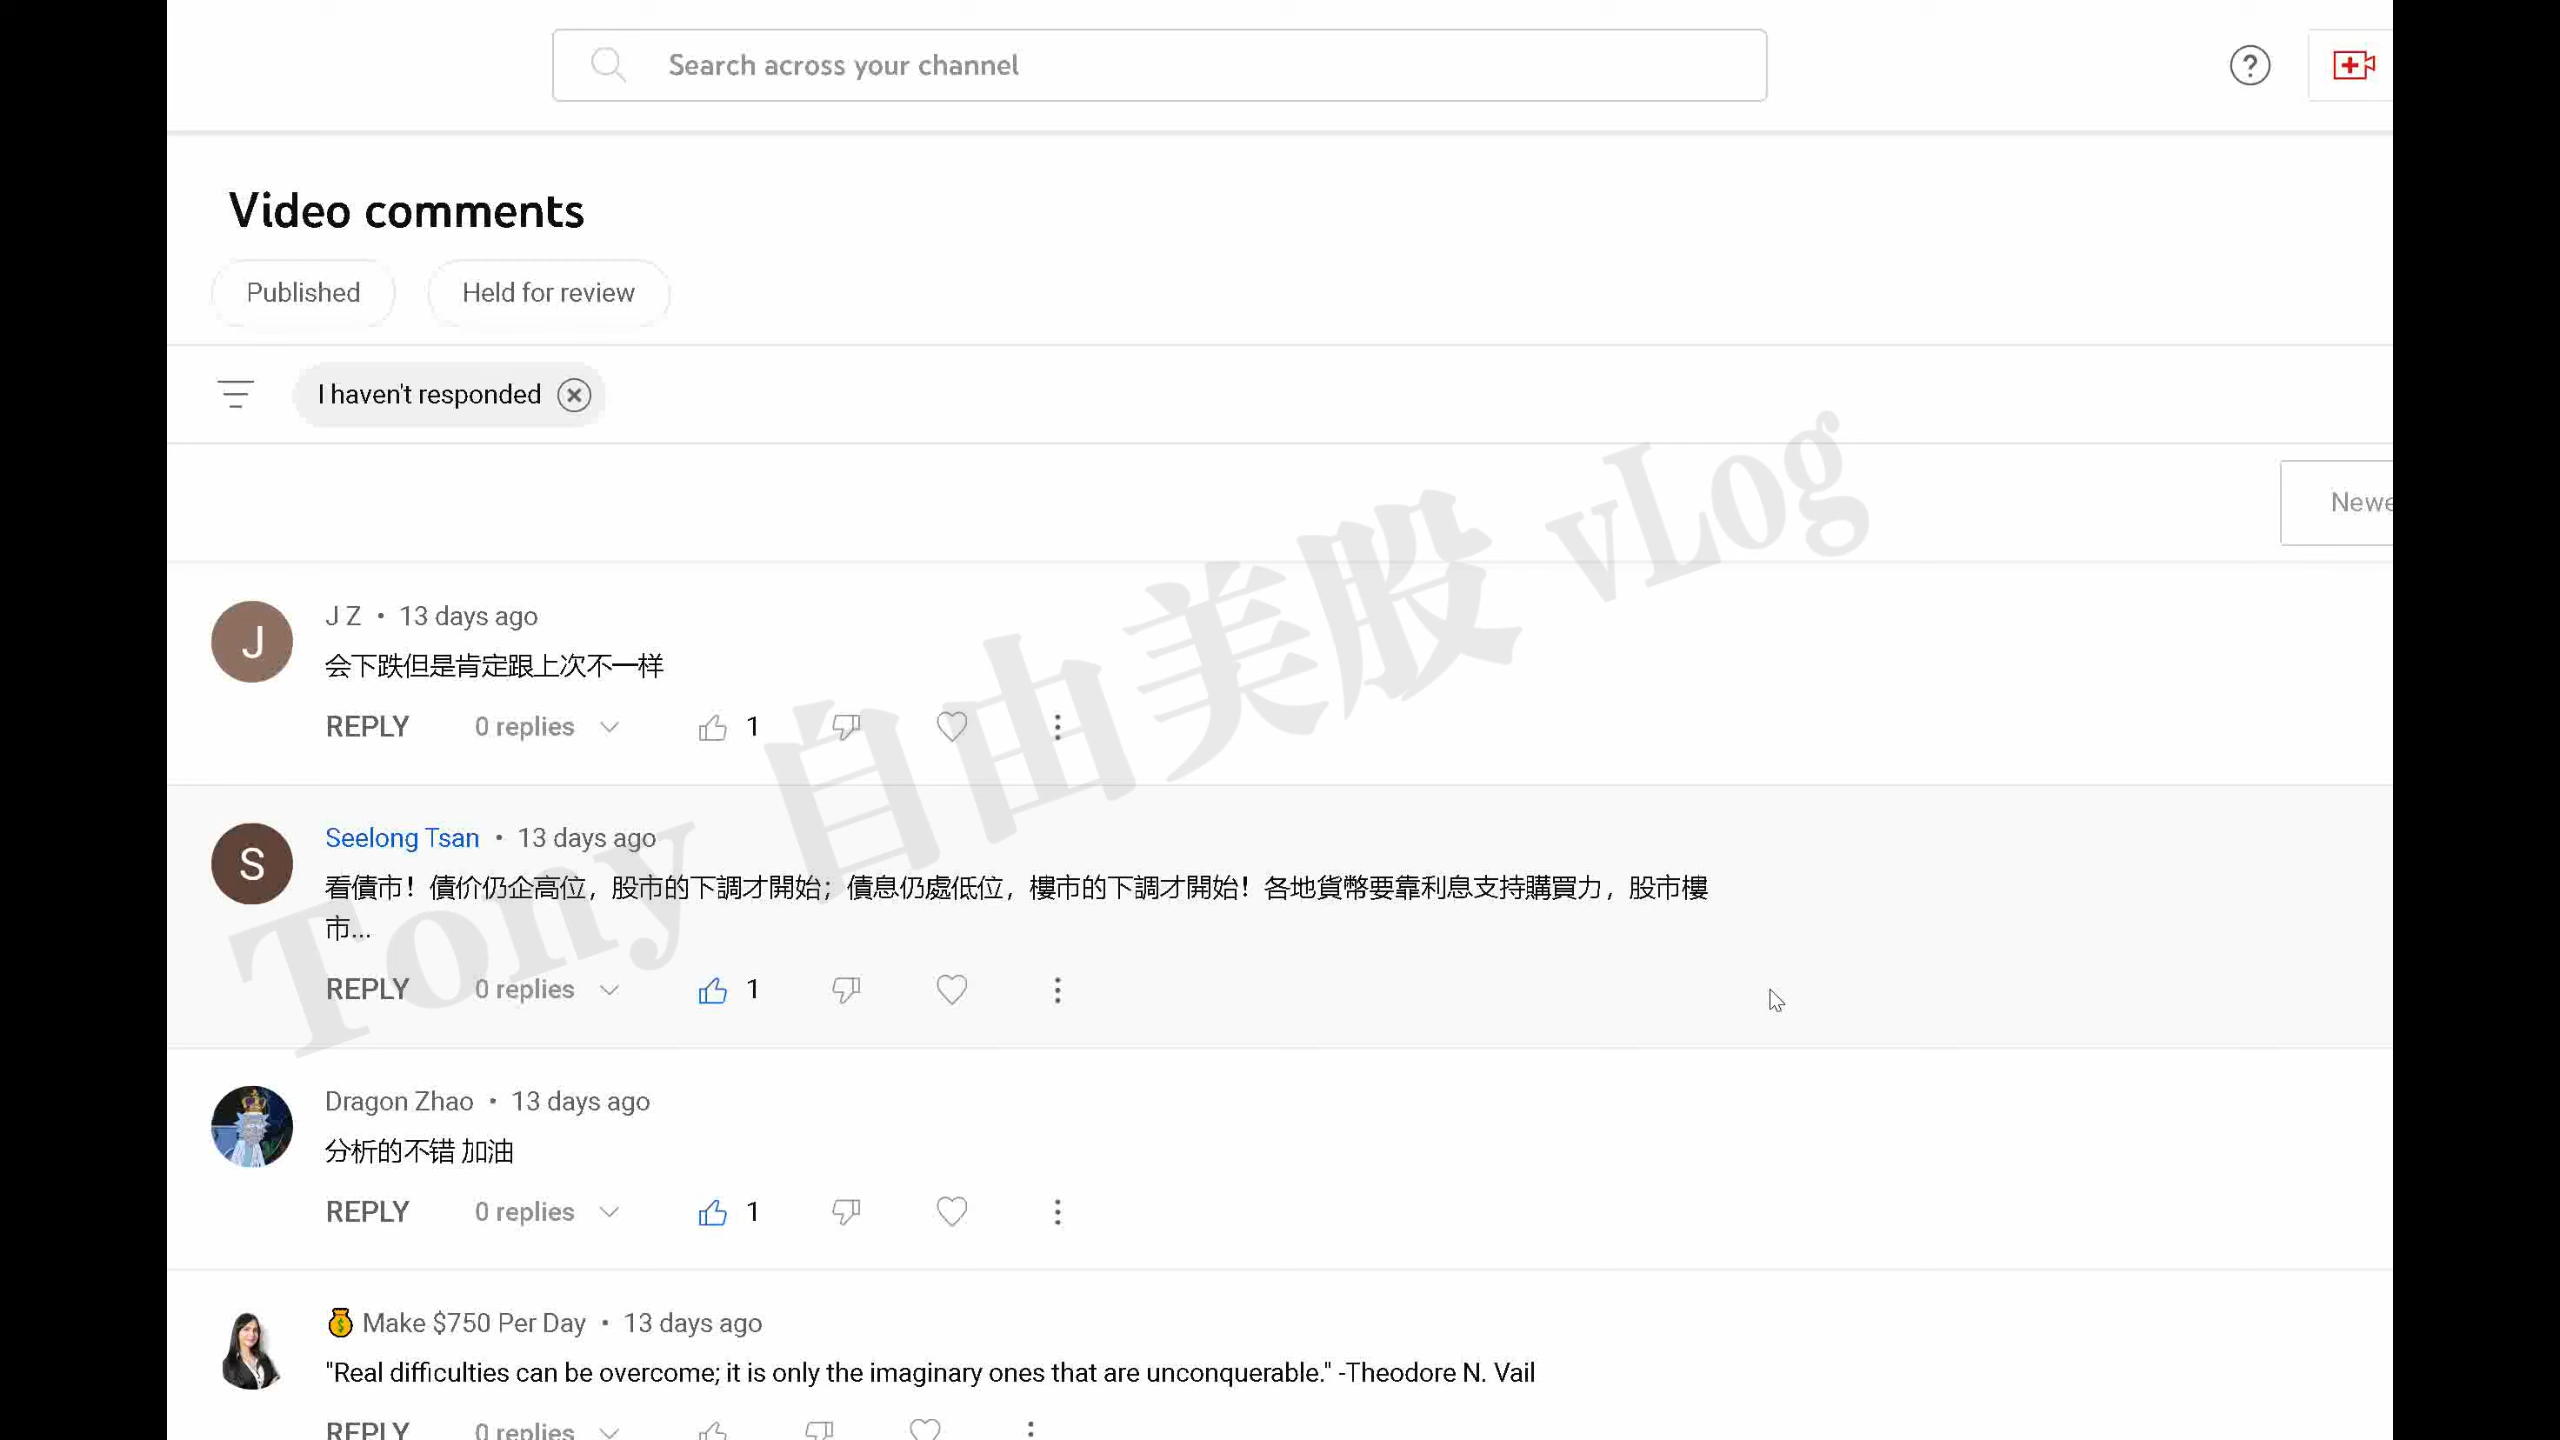 Search across your channel
Video comments
Published
Held for review
I haven't responded
Newe
J
J Z • 13 days ago
会下跌但是肯定跟上次不一样
REPLY 0 replies 1
S
Seelong Tsan • 13 days ago
看債市！債价仍企高位，股市的下調才開始；債息仍處低位，樓市的下調才開始！各地貨幣要靠利息支持購買力，股市樓
市...
REPLY 0 replies 1
Dragon Zhao • 13 days ago
分析的不错 加油
REPLY 0 replies 1
Make $750 Per Day • 13 days ago
"Real difficulties can be overcome; it is only the imaginary ones that are unconquerable." -Theodore N. Vail
REPLY 0 replies
Tony 自由美股 vLog